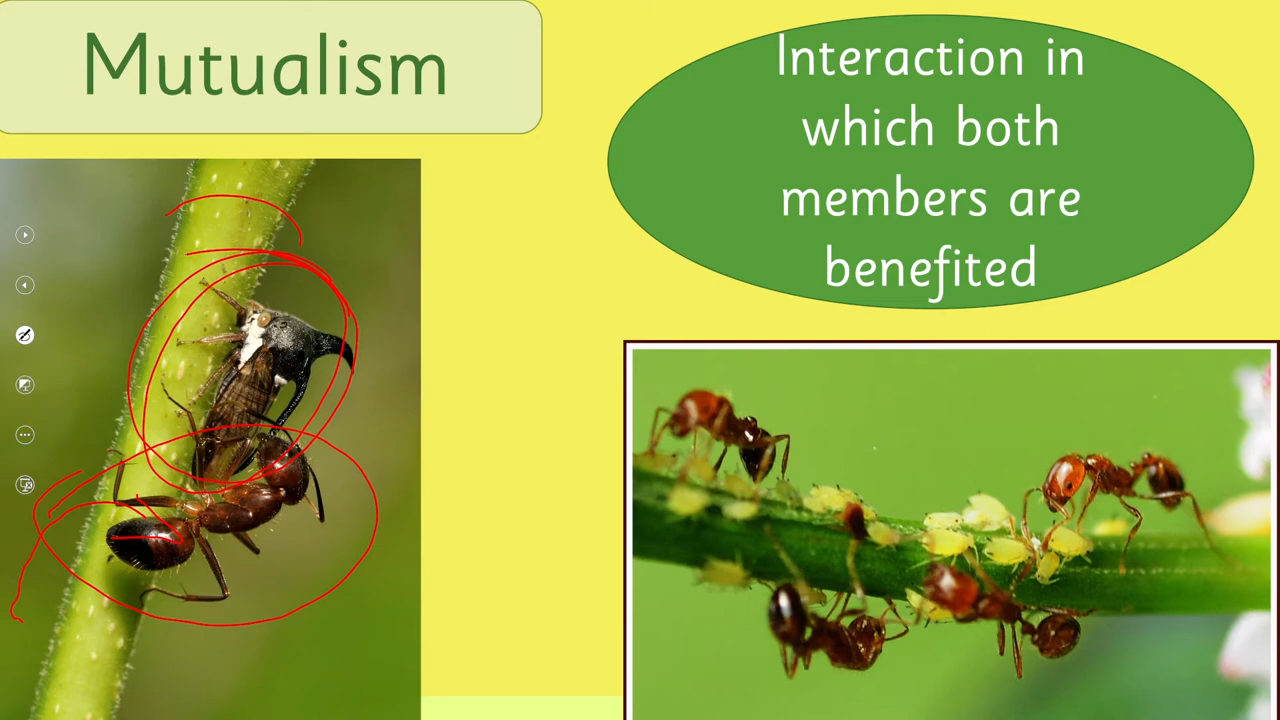 Mutualism
Interaction in
which both
members are
benefited